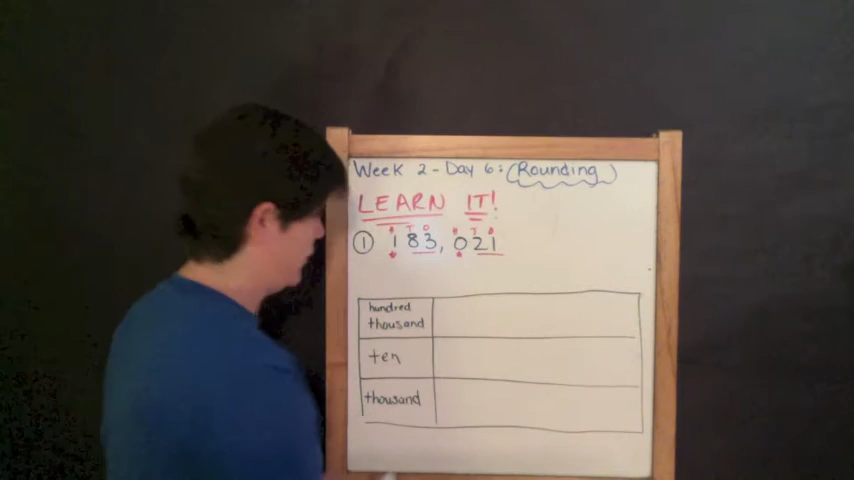 Week 2 - Day 6: (Rounding)
LEARN IT!
H T O H T O
① 183,021
hundred
thousand
ten
thousand